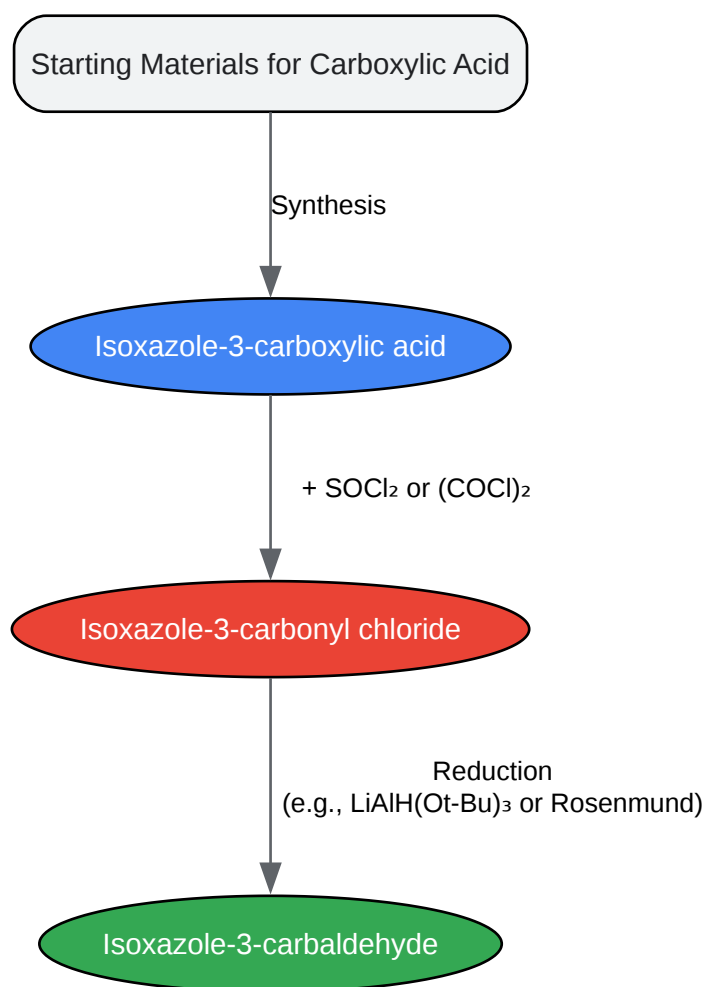 Starting Materials for Carboxylic Acid
Synthesis
Isoxazole-3-carboxylic acid
+ SOCl₂ or (COCl)₂
Isoxazole-3-carbonyl chloride
Reduction
(e.g., LiAlH(Ot-Bu)₃ or Rosenmund)
Isoxazole-3-carbaldehyde